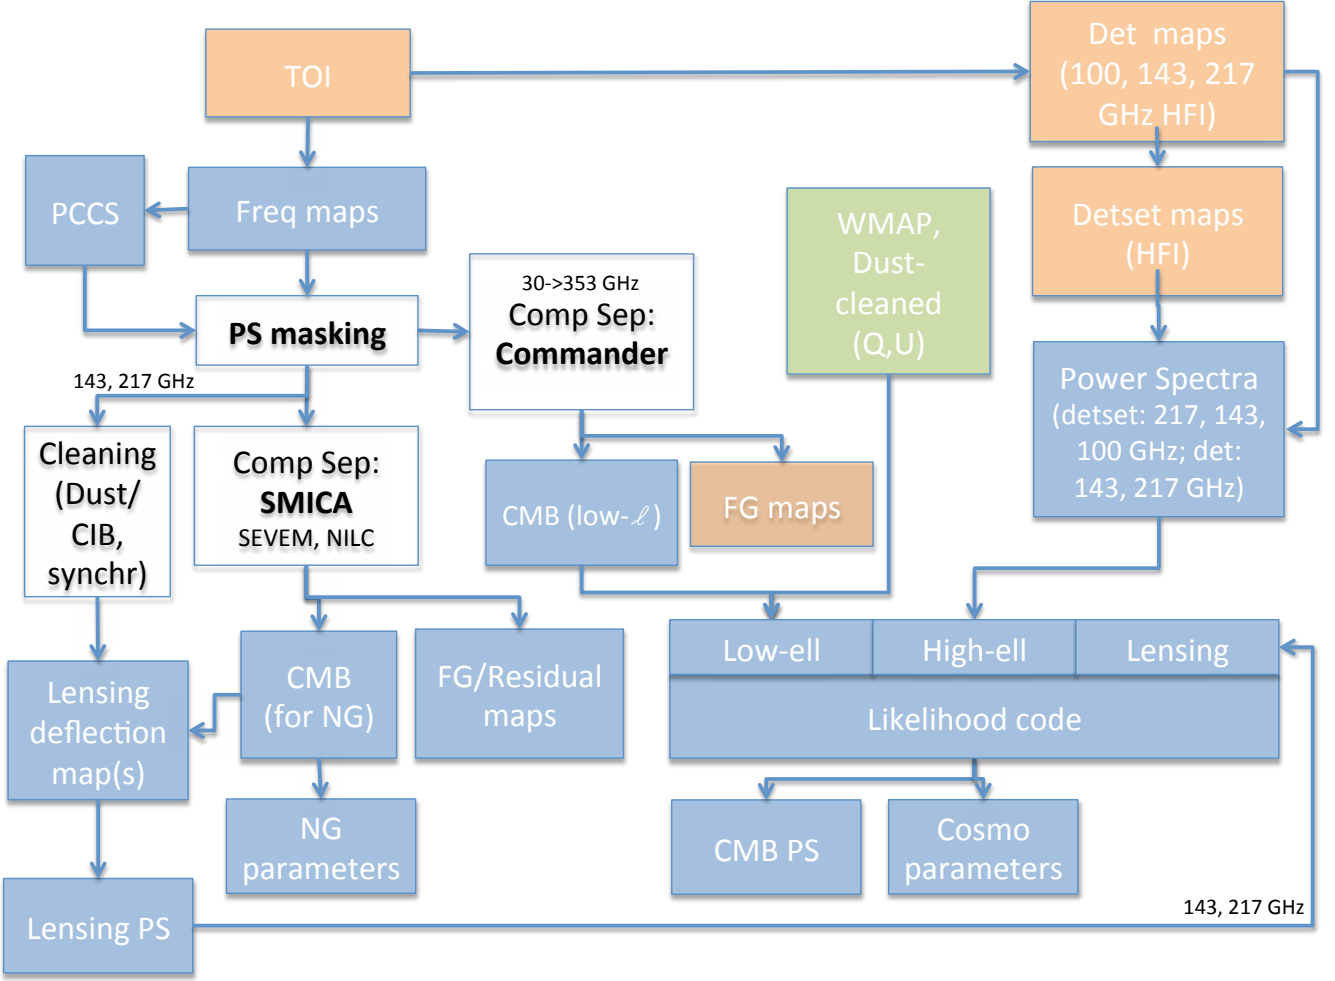 TOI
Det maps
(100, 143, 217
GHz HFI)
PCCS
Freq maps
Detset maps
(HFI)
WMAP,
Dust-
cleaned
(Q,U)
30->353 GHz
Comp Sep:
Commander
PS masking
143, 217 GHz
Power Spectra
(detset: 217, 143,
100 GHz; det:
143, 217 GHz)
Cleaning
(Dust/
CIB,
synchr)
Comp Sep:
SMICA
SEVEM, NILC
CMB (low-ℓ)
FG maps
Low-ell
High-ell
Lensing
Likelihood code
Lensing
deflection
map(s)
CMB
(for NG)
FG/Residual
maps
NG
parameters
CMB PS
Cosmo
parameters
Lensing PS
143, 217 GHz